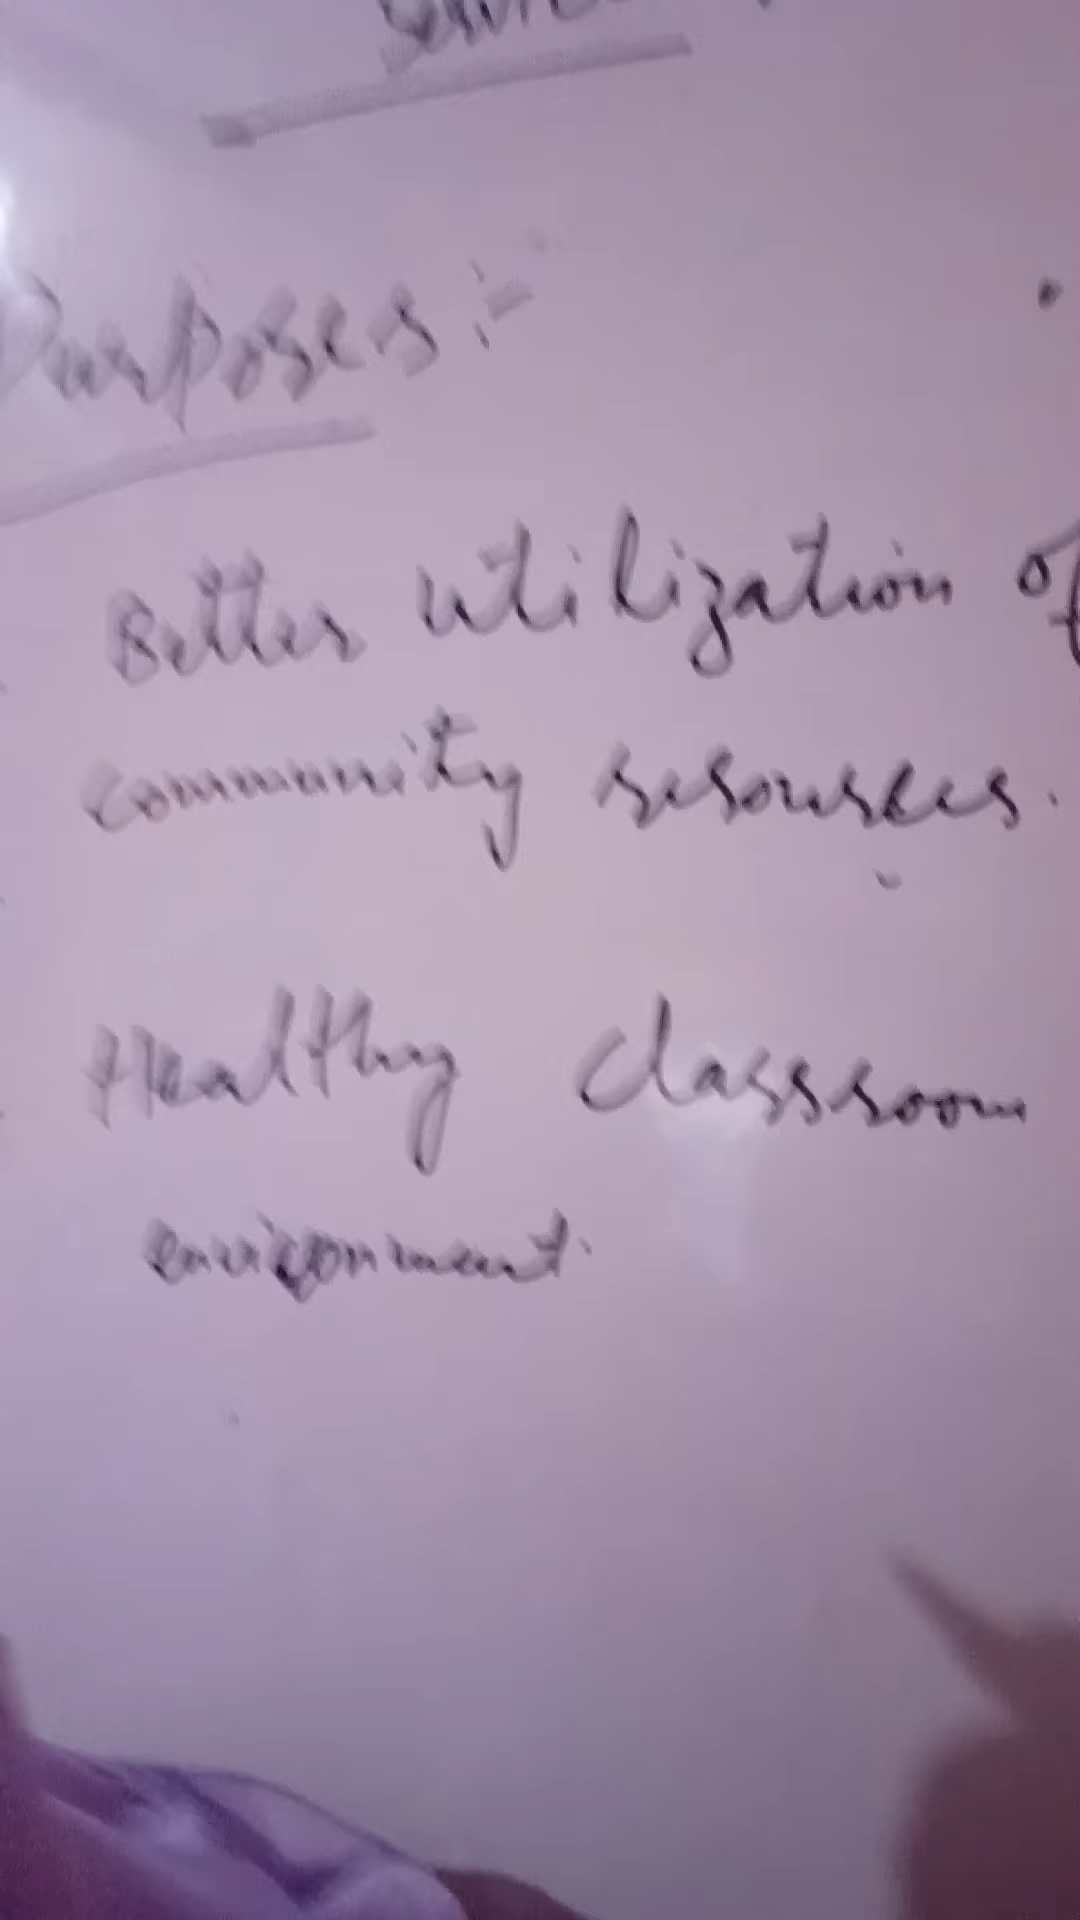 Purposes:-
Better utilization of
community resources.
Healthy classroom
environment.